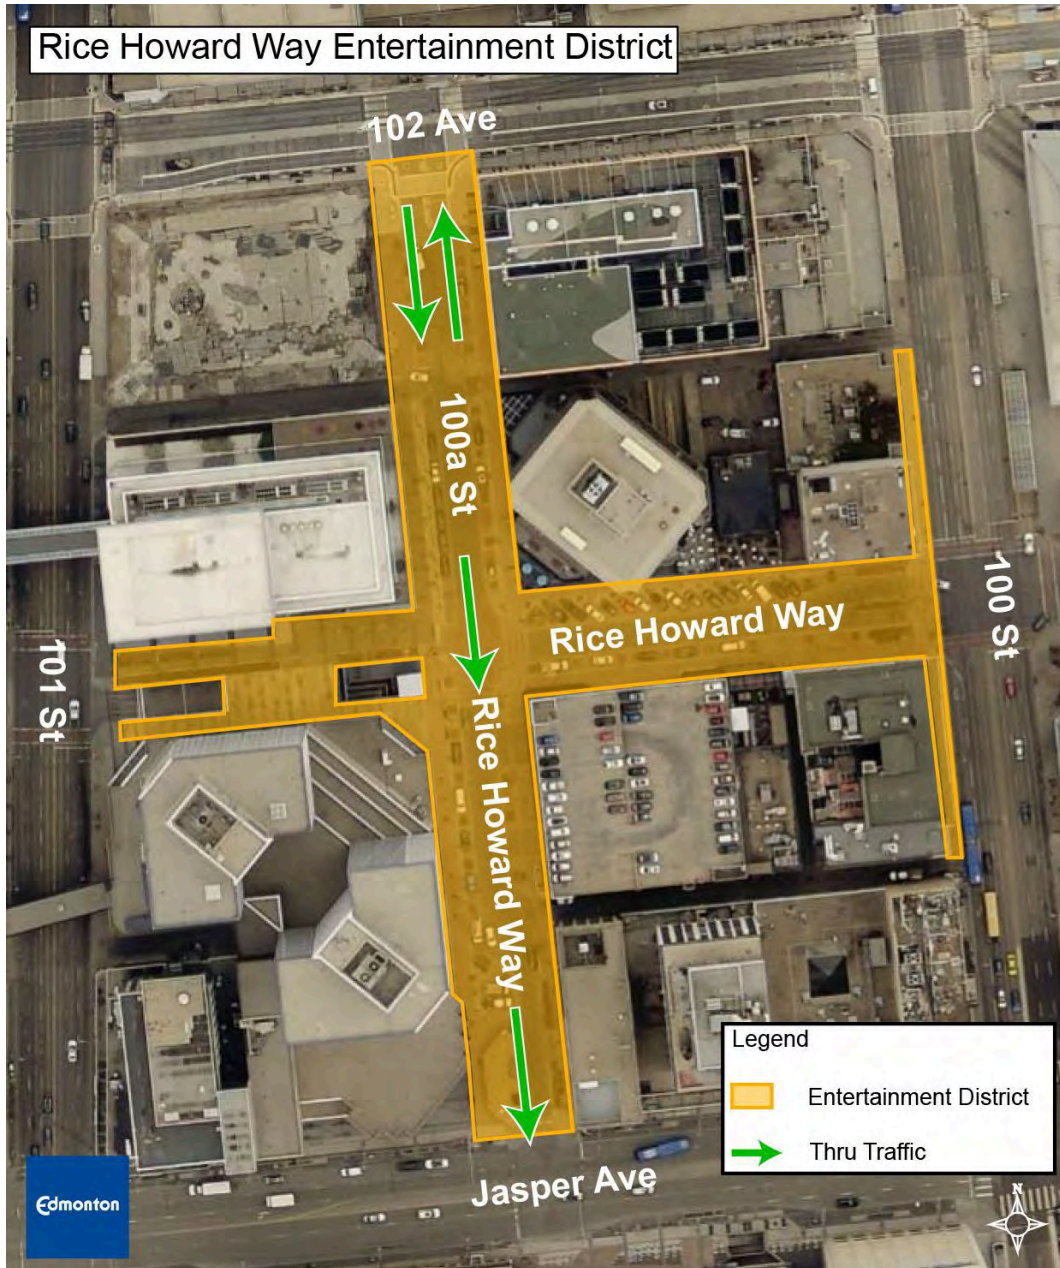 Rice Howard Way Entertainment District
102 Ave
100a St
Rice Howard Way
100 St
101 St
Rice Howard Way
Legend
Entertainment District
Thru Traffic
Jasper Ave
Edmonton
N